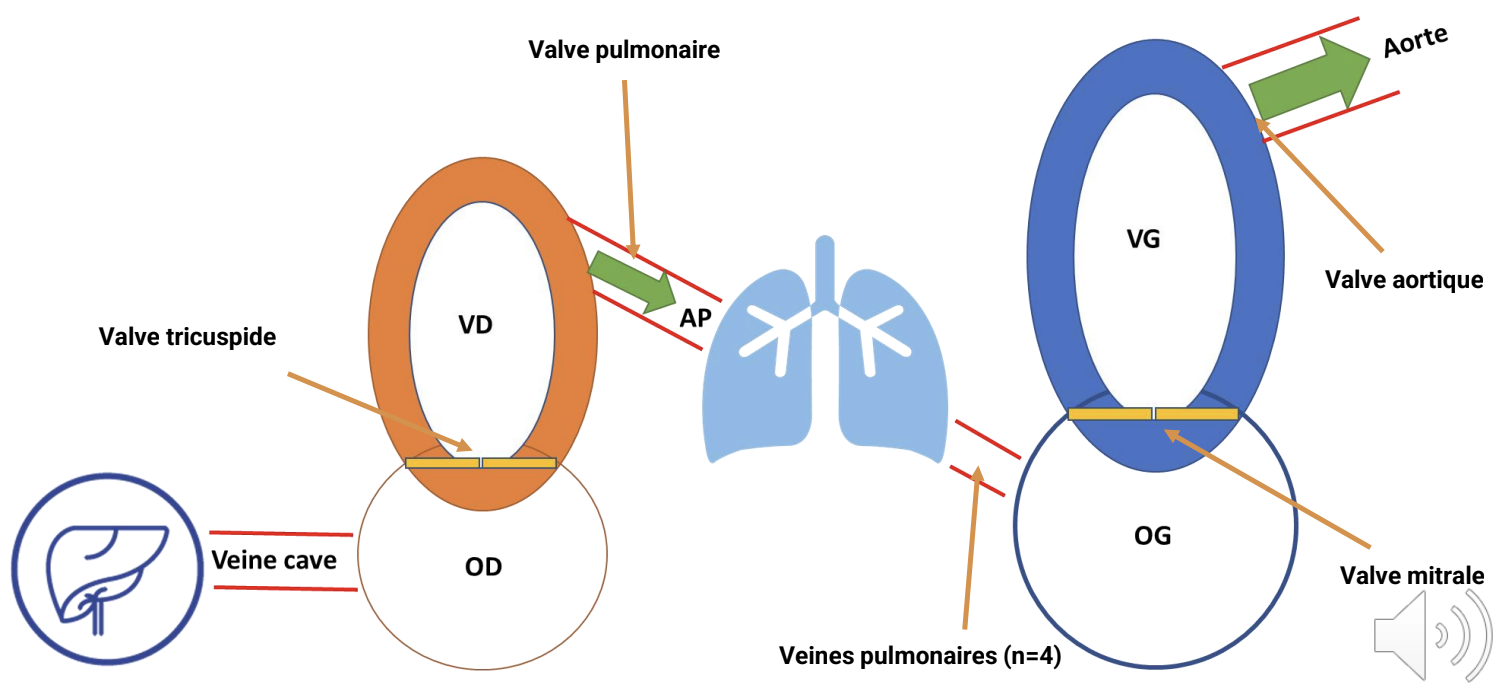 Valve pulmonaire
Aorte
VG
Valve aortique
VD
AP
Valve tricuspide
OG
Veine cave
OD
Valve mitrale
Veines pulmonaires (n=4)